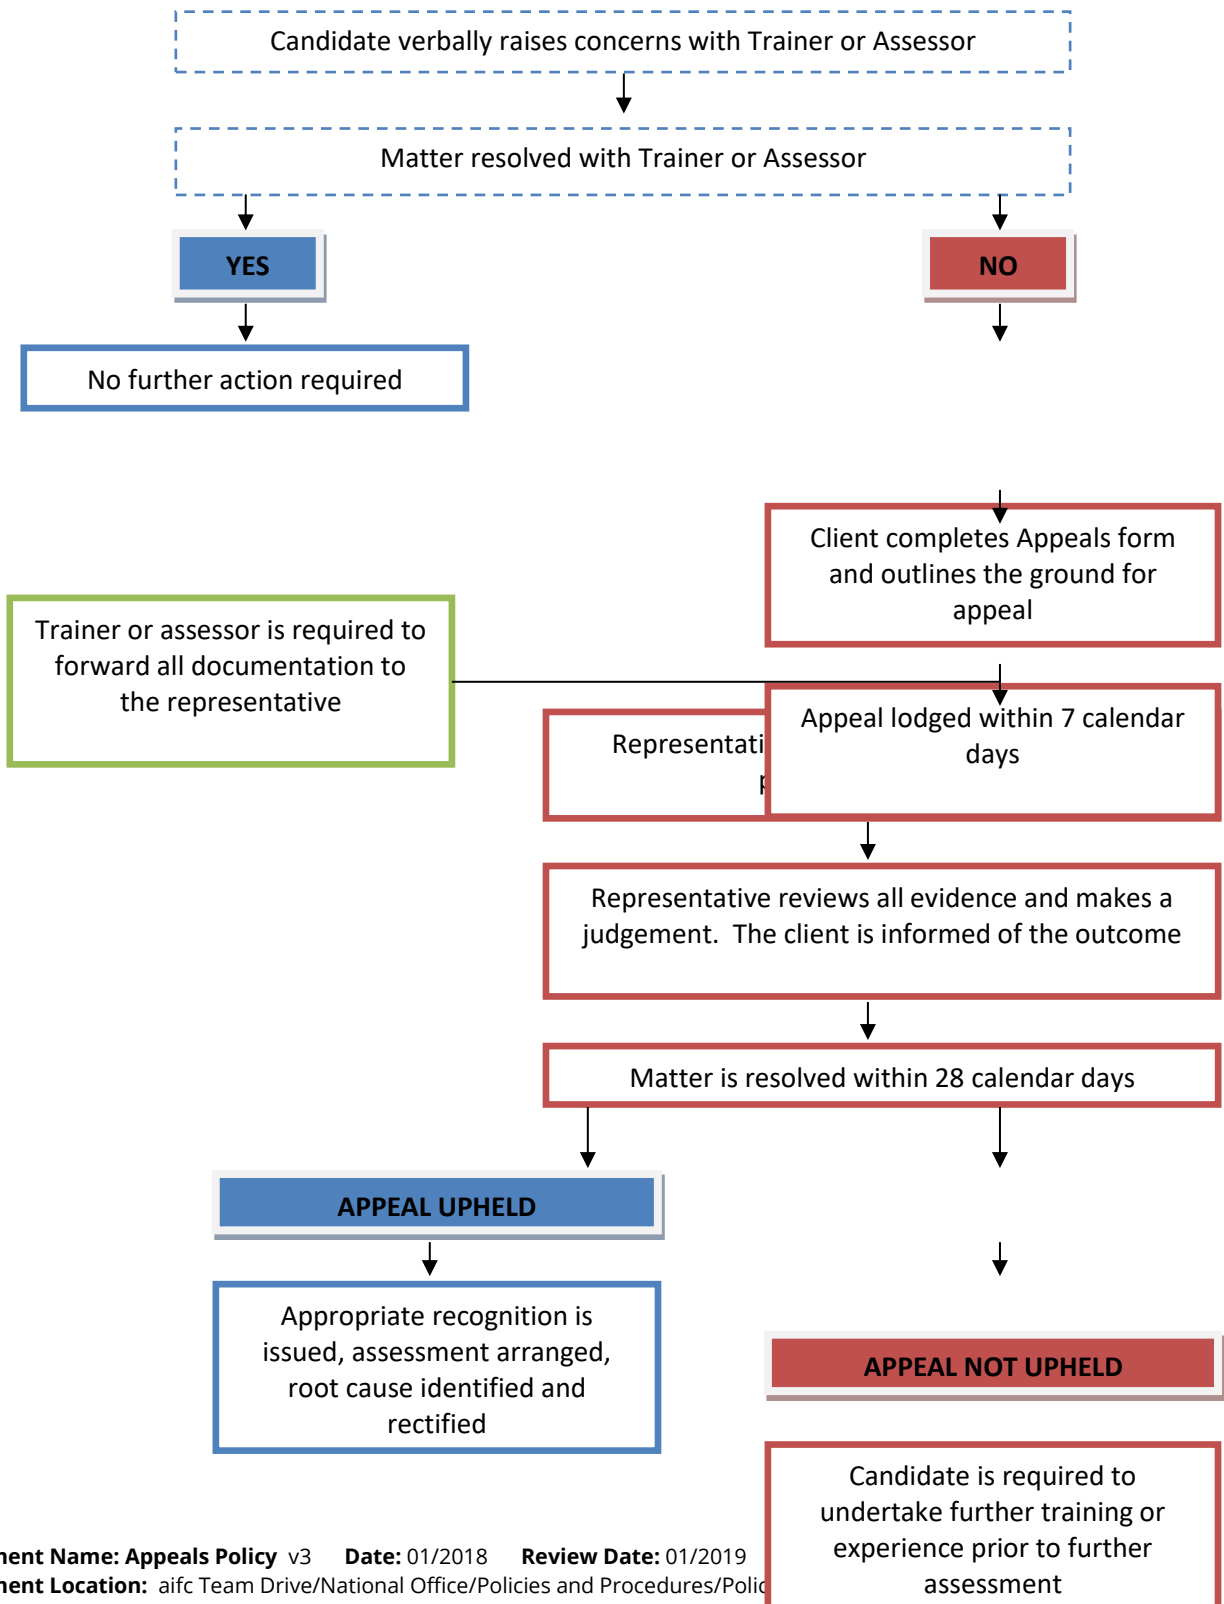 Candidate verbally raises concerns with Trainer or Assessor
Matter resolved with Trainer or Assessor
YES
NO
No further action required
Client completes Appeals form
and outlines the ground for
appeal
Trainer or assessor is required to
forward all documentation to
the representative
Appeal lodged within 7 calendar
days
Representative reviews all evidence and makes a
judgement.  The client is informed of the outcome
Matter is resolved within 28 calendar days
APPEAL UPHELD
Appropriate recognition is
issued, assessment arranged,
root cause identified and
rectified
APPEAL NOT UPHELD
Candidate is required to
undertake further training or
experience prior to further
assessment
Name: Appeals Policy v3 Date: 01/2018 Review Date: 01/2019
Location: aifc Team Drive/National Office/Policies and Procedures/